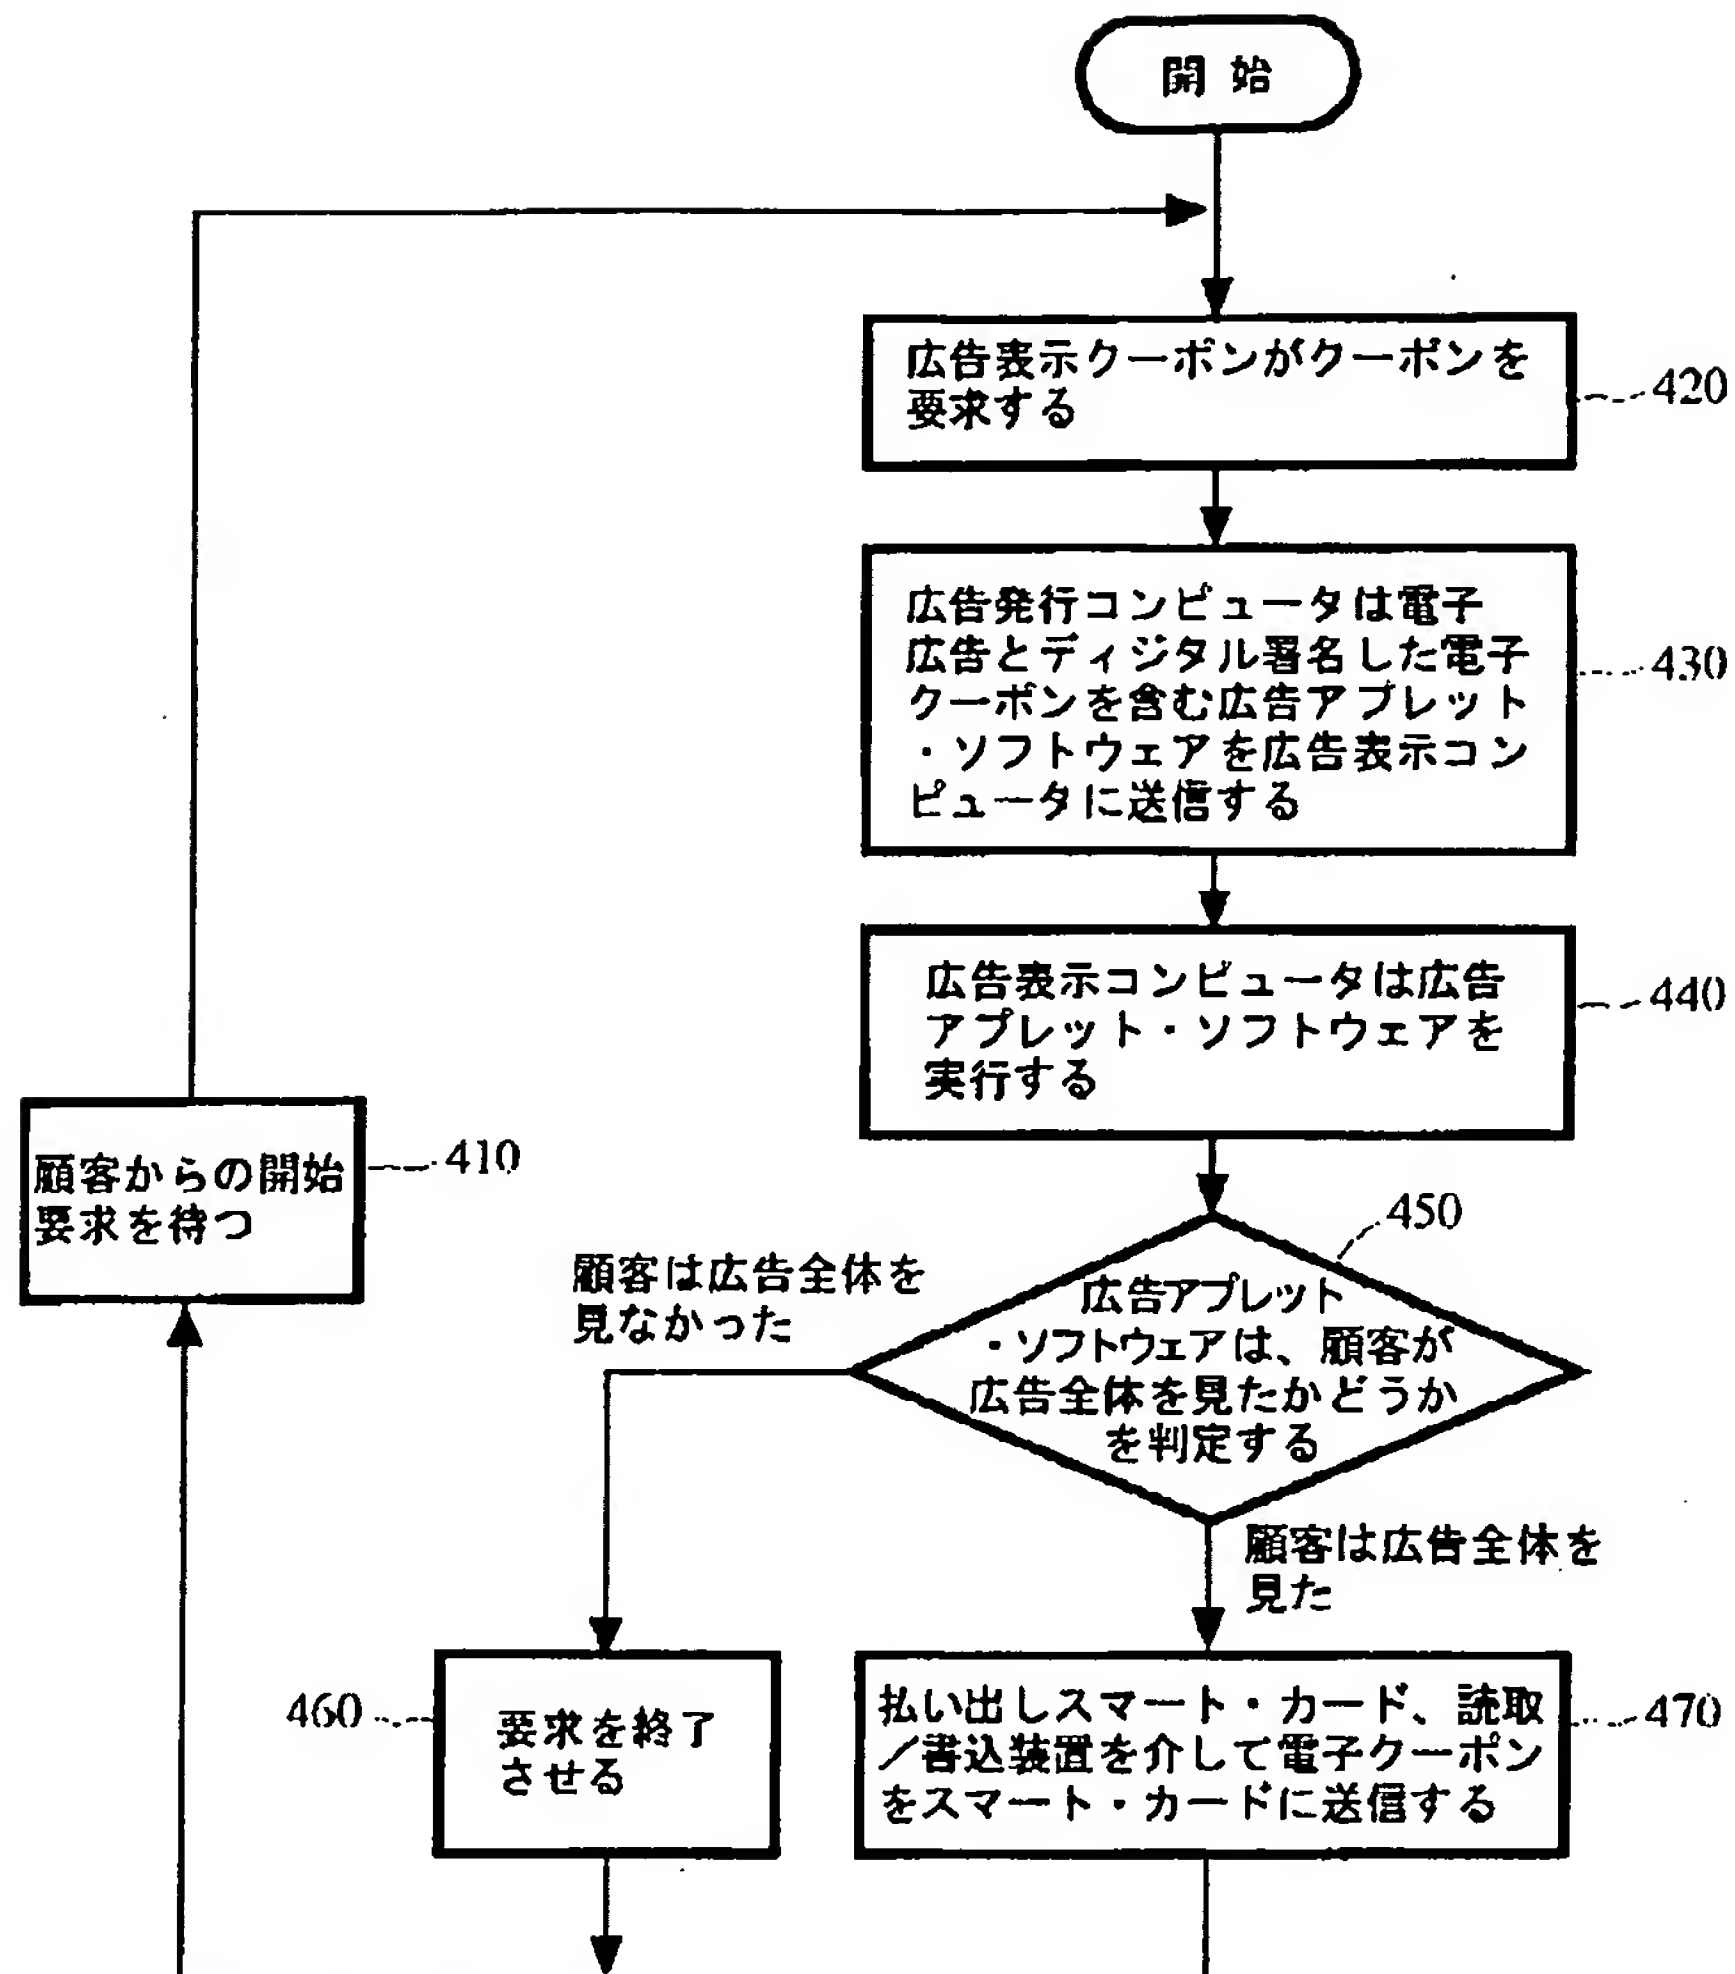 開始
広告表示クーポンがクーポンを
要求する
420
広告発行コンピュータは電子
広告とディジタル署名した電子
クーポンを含む広告アプレット
・ソフトウェアを広告表示コン
ピュータに送信する
430
広告表示コンピュータは広告
アプレット・ソフトウェアを
実行する
440
顧客からの開始
要求を待つ
410
450
広告アプレット
・ソフトウェアは、顧客が
広告全体を見たかどうか
を判定する
顧客は広告全体を
見なかった
顧客は広告全体を
見た
460
要求を終了
させる
払い出しスマート・カード、読取
/書込装置を介して電子クーポン
をスマート・カードに送信する
470